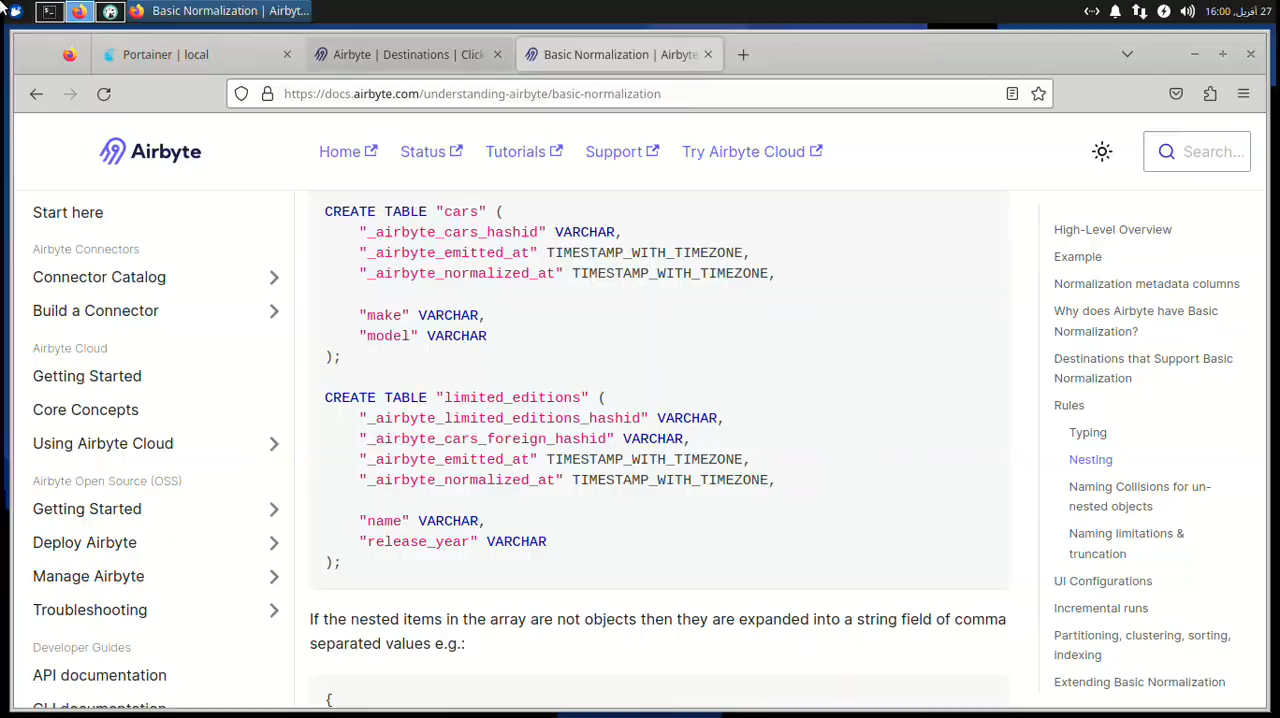 Basic Normalization | Airbyt...
27 أفريل, 16:00
Portainer | local
Airbyte | Destinations | Click
Basic Normalization | Airbyte
https://docs.airbyte.com/understanding-airbyte/basic-normalization
Airbyte
Home
Status
Tutorials
Support
Try Airbyte Cloud
Search...
Start here
Airbyte Connectors
Connector Catalog
Build a Connector
Airbyte Cloud
Getting Started
Core Concepts
Using Airbyte Cloud
Airbyte Open Source (OSS)
Getting Started
Deploy Airbyte
Manage Airbyte
Troubleshooting
Developer Guides
API documentation
CLI documentation
CREATE TABLE "cars" (
"_airbyte_cars_hashid" VARCHAR,
"_airbyte_emitted_at" TIMESTAMP_WITH_TIMEZONE,
"_airbyte_normalized_at" TIMESTAMP_WITH_TIMEZONE,
"make" VARCHAR,
"model" VARCHAR
);
CREATE TABLE "limited_editions" (
"_airbyte_limited_editions_hashid" VARCHAR,
"_airbyte_cars_foreign_hashid" VARCHAR,
"_airbyte_emitted_at" TIMESTAMP_WITH_TIMEZONE,
"_airbyte_normalized_at" TIMESTAMP_WITH_TIMEZONE,
"name" VARCHAR,
"release_year" VARCHAR
);
If the nested items in the array are not objects then they are expanded into a string field of comma
separated values e.g.:
{
High-Level Overview
Example
Normalization metadata columns
Why does Airbyte have Basic
Normalization?
Destinations that Support Basic
Normalization
Rules
Typing
Nesting
Naming Collisions for un-
nested objects
Naming limitations &
truncation
UI Configurations
Incremental runs
Partitioning, clustering, sorting,
indexing
Extending Basic Normalization